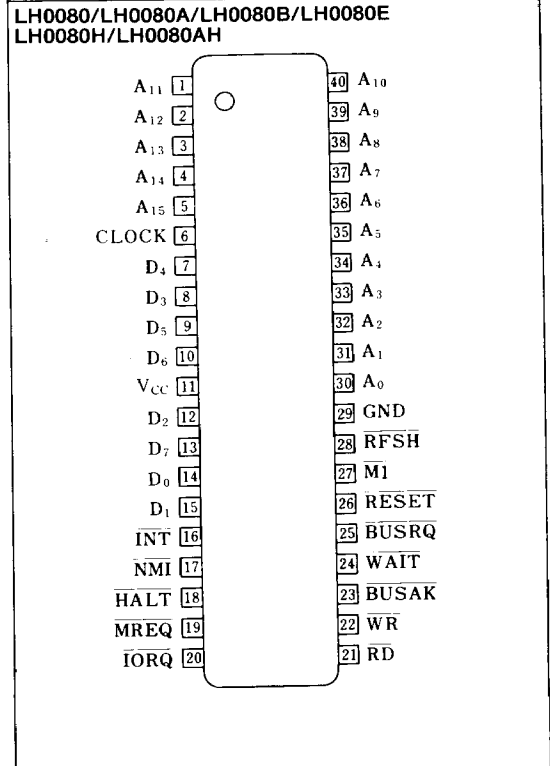 LH0080/LH0080A/LH0080B/LH0080E
LH0080H/LH0080AH
A11 1 40 A10
A12 2 39 A9
A13 3 38 A8
A14 4 37 A7
A15 5 36 A6
CLOCK 6 35 A5
D4 7 34 A4
D3 8 33 A3
D5 9 32 A2
D6 10 31 A1
VCC 11 30 A0
D2 12 29 GND
D7 13 28 RFSH
D0 14 27 M1
D1 15 26 RESET
INT 16 25 BUSRQ
NMI 17 24 WAIT
HALT 18 23 BUSAK
MREQ 19 22 WR
IORQ 20 21 RD